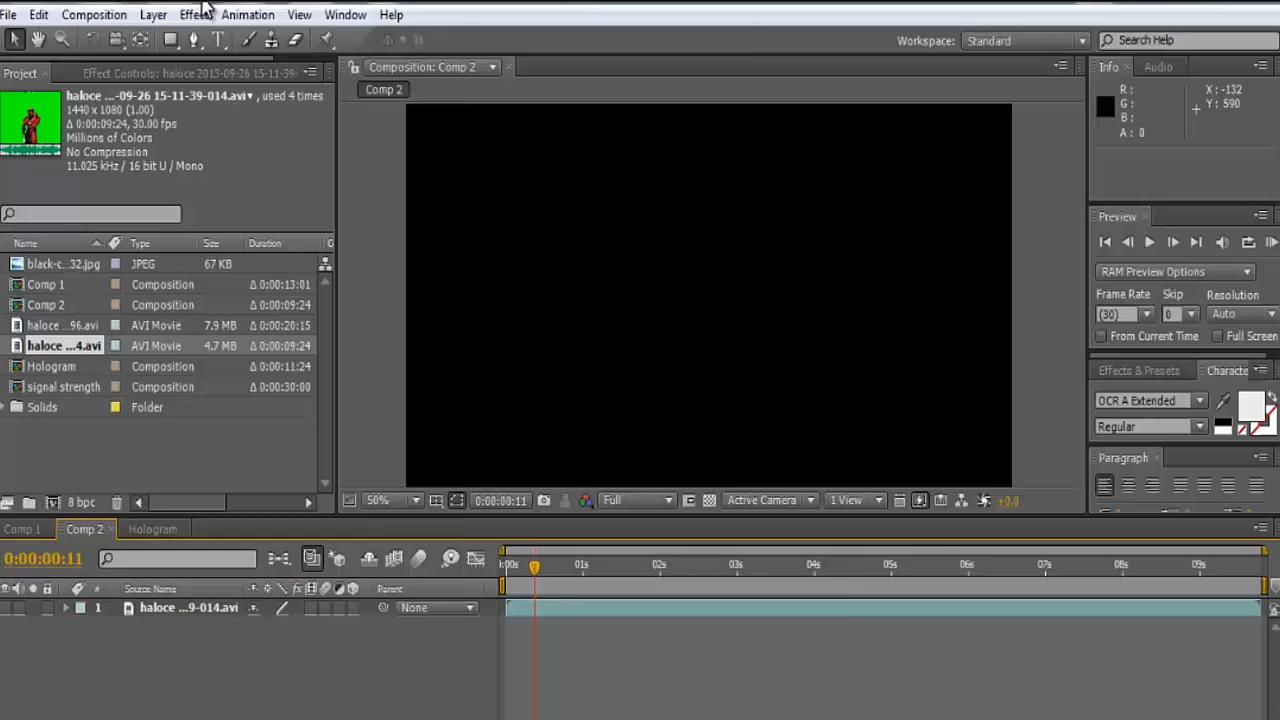 File Edit Composition Layer Effect Animation View Window Help
Workspace: Standard Search Help
Project Effect Controls: haloce 2013-09-26 15-11-39- Composition: Comp 2 Info Audio
haloce ...-09-26 15-11-39-014.avi , used 4 times
1440 x 1080 (1.00)
Δ 0:00:09:24, 30.00 fps
Millions of Colors
No Compression
11.025 kHz / 16 bit U / Mono
Comp 2
R:
G:
B:
A: 0
X: -132
Y: 590
Preview
Name Type Size Duration
black-c...32.jpg JPEG 67 KB
Comp 1 Composition Δ 0:00:13:01
Comp 2 Composition Δ 0:00:09:24
haloce ...96.avi AVI Movie 7.9 MB Δ 0:00:20:15
haloce ...4.avi AVI Movie 4.7 MB Δ 0:00:09:24
Hologram Composition Δ 0:00:11:24
signal strength Composition Δ 0:00:30:00
Solids Folder
RAM Preview Options
Frame Rate Skip Resolution
(30) 0 Auto
From Current Time Full Screen
Effects & Presets Characte
OCR A Extended
Regular
Paragraph
8 bpc
50% 0:00:00:11 Full Active Camera 1 View +0.0
Comp 1 Comp 2 Hologram
0:00:00:11
:00s 01s 02s 03s 04s 05s 06s 07s 08s 09s
Source Name Parent
1 haloce ...9-014.avi None